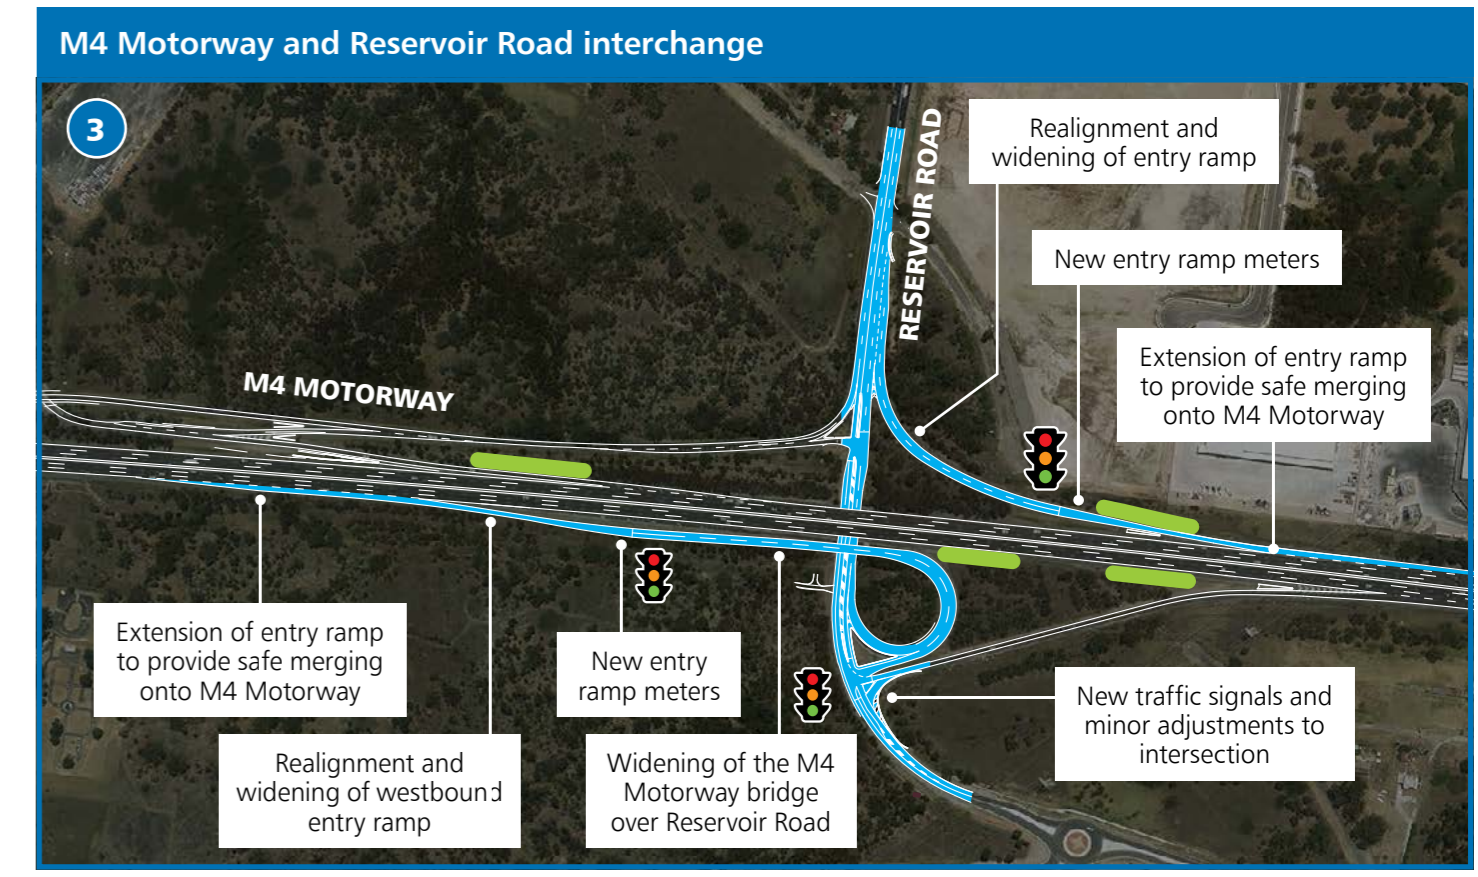 M4 Motorway and Reservoir Road interchange
3
RESERVOIR ROAD
Realignment and
widening of entry ramp
New entry ramp meters
Extension of entry ramp
to provide safe merging
onto M4 Motorway
M4 MOTORWAY
Extension of entry ramp
to provide safe merging
onto M4 Motorway
Realignment and
widening of westbound
entry ramp
New entry
ramp meters
Widening of the M4
Motorway bridge
over Reservoir Road
New traffic signals and
minor adjustments to
intersection